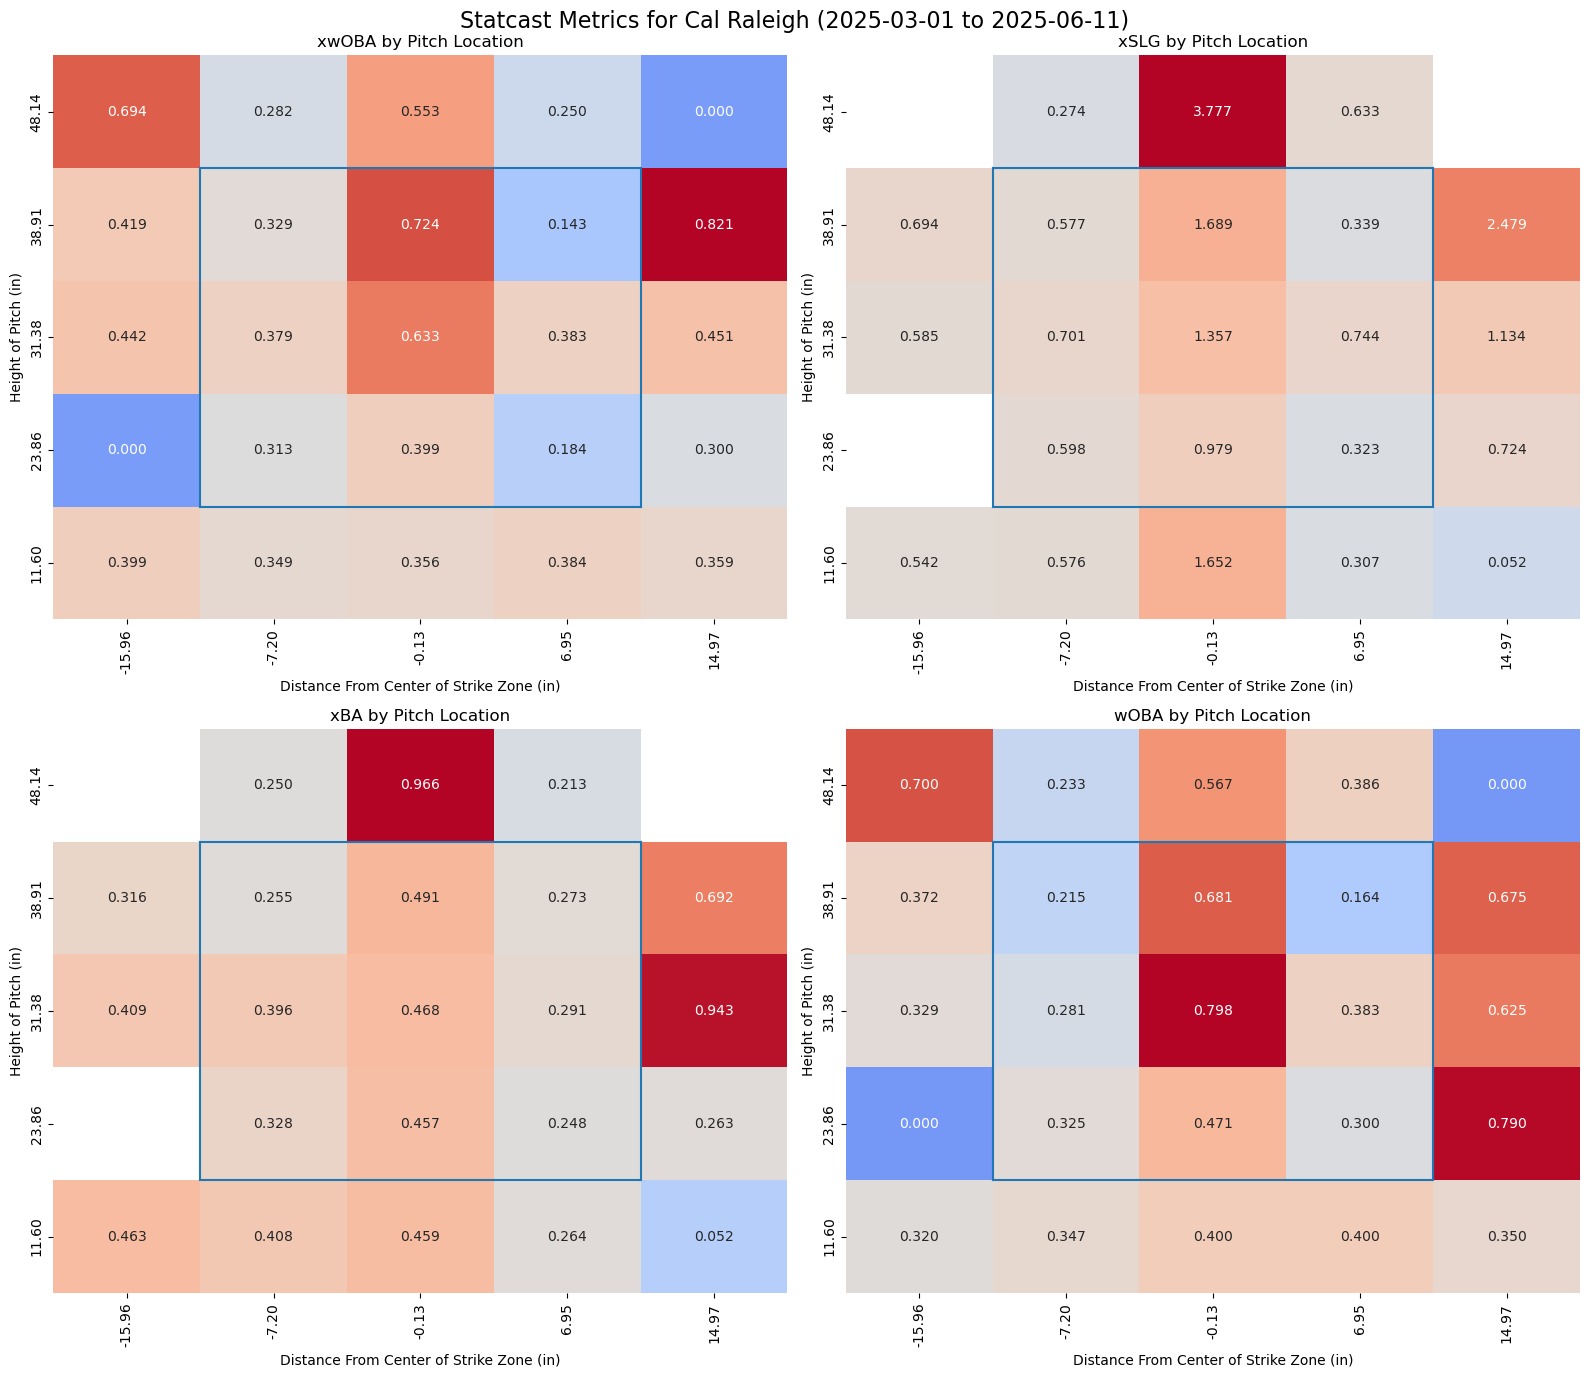 Statcast Metrics for Cal Raleigh (2025-03-01 to 2025-06-11)
xwOBA by Pitch Location
Height of Pitch (in)
48.14 0.694 0.282 0.553 0.250 0.000
38.91 0.419 0.329 0.724 0.143 0.821
31.38 0.442 0.379 0.633 0.383 0.451
23.86 0.000 0.313 0.399 0.184 0.300
11.60 0.399 0.349 0.356 0.384 0.359
-15.96 -7.20 -0.13 6.95 14.97
Distance From Center of Strike Zone (in)
xSLG by Pitch Location
Height of Pitch (in)
48.14 0.274 3.777 0.633
38.91 0.694 0.577 1.689 0.339 2.479
31.38 0.585 0.701 1.357 0.744 1.134
23.86 0.598 0.979 0.323 0.724
11.60 0.542 0.576 1.652 0.307 0.052
-15.96 -7.20 -0.13 6.95 14.97
Distance From Center of Strike Zone (in)
xBA by Pitch Location
Height of Pitch (in)
48.14 0.250 0.966 0.213
38.91 0.316 0.255 0.491 0.273 0.692
31.38 0.409 0.396 0.468 0.291 0.943
23.86 0.328 0.457 0.248 0.263
11.60 0.463 0.408 0.459 0.264 0.052
-15.96 -7.20 -0.13 6.95 14.97
Distance From Center of Strike Zone (in)
wOBA by Pitch Location
Height of Pitch (in)
48.14 0.700 0.233 0.567 0.386 0.000
38.91 0.372 0.215 0.681 0.164 0.675
31.38 0.329 0.281 0.798 0.383 0.625
23.86 0.000 0.325 0.471 0.300 0.790
11.60 0.320 0.347 0.400 0.400 0.350
-15.96 -7.20 -0.13 6.95 14.97
Distance From Center of Strike Zone (in)